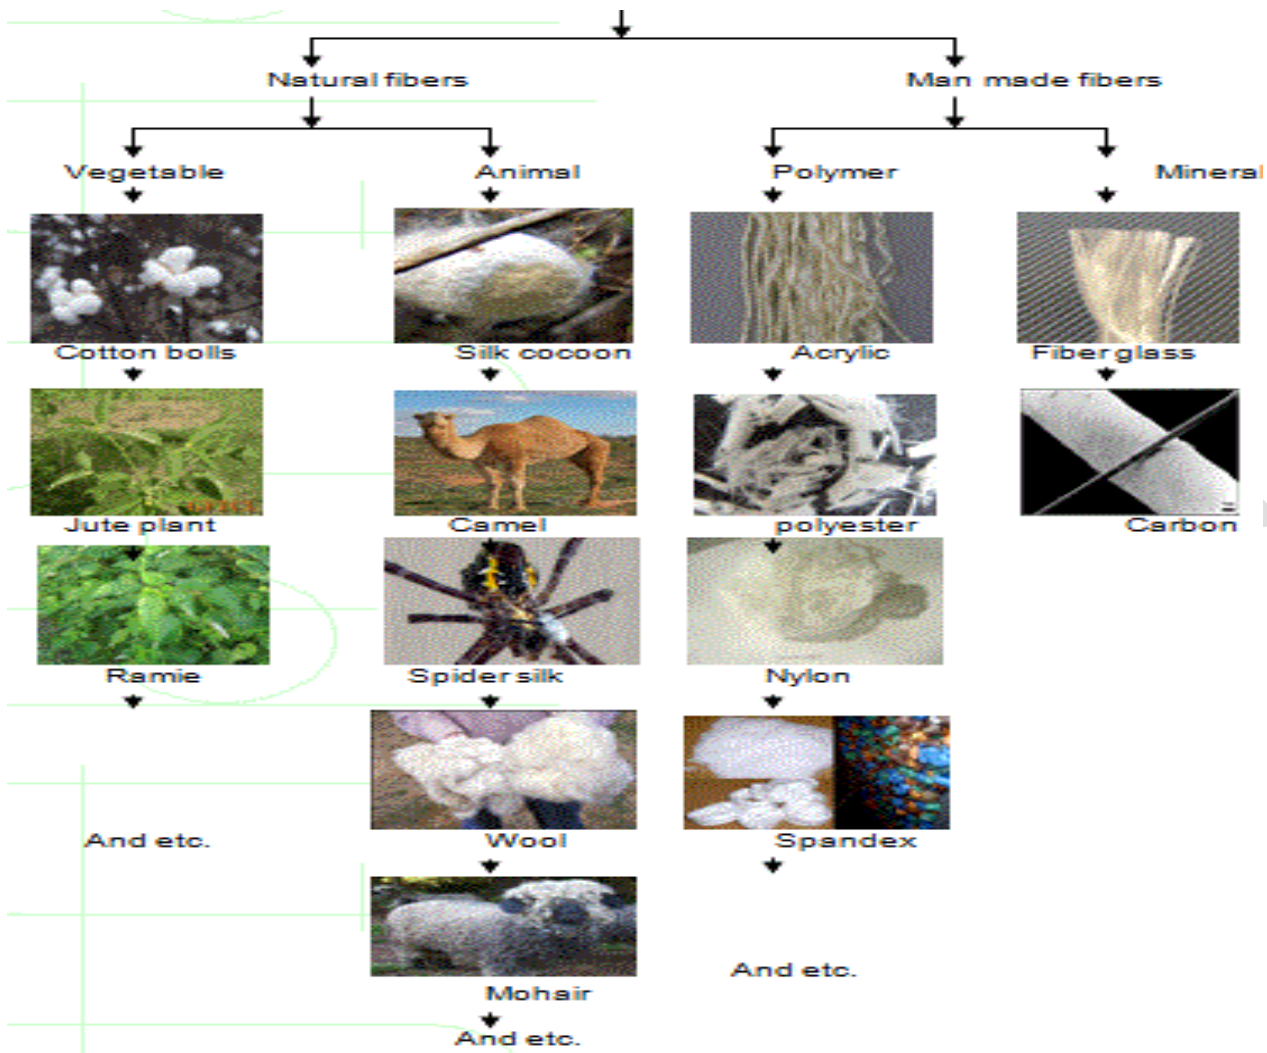 Natural fibers
Man made fibers
Vegetable
Animal
Polymer
Mineral
Cotton bolls
Silk cocoon
Acrylic
Fiber glass
Jute plant
Camel
polyester
Carbon
Ramie
Spider silk
Nylon
And etc.
Wool
Spandex
And etc.
Mohair
And etc.